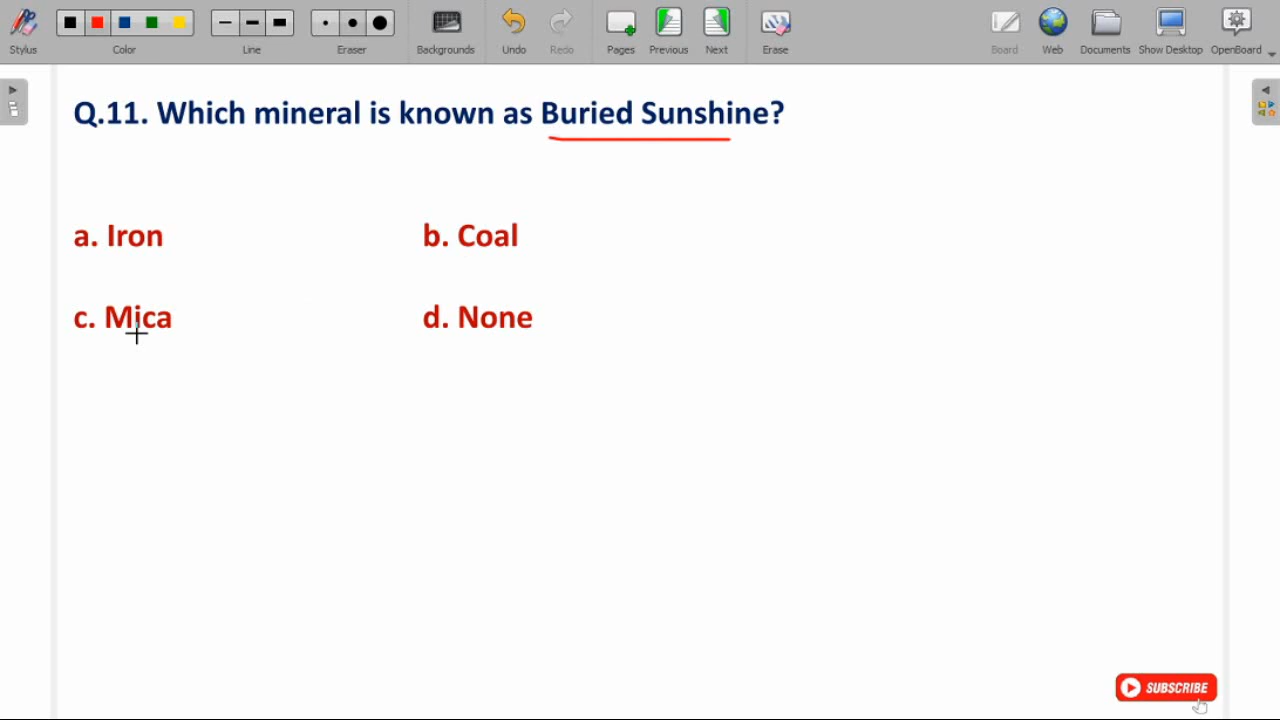 Stylus Color Line Eraser Backgrounds Undo Redo Pages Previous Next Erase Board Web Documents Show Desktop OpenBoard
Q.11. Which mineral is known as Buried Sunshine?
a. Iron b. Coal
c. Mica d. None
SUBSCRIBE